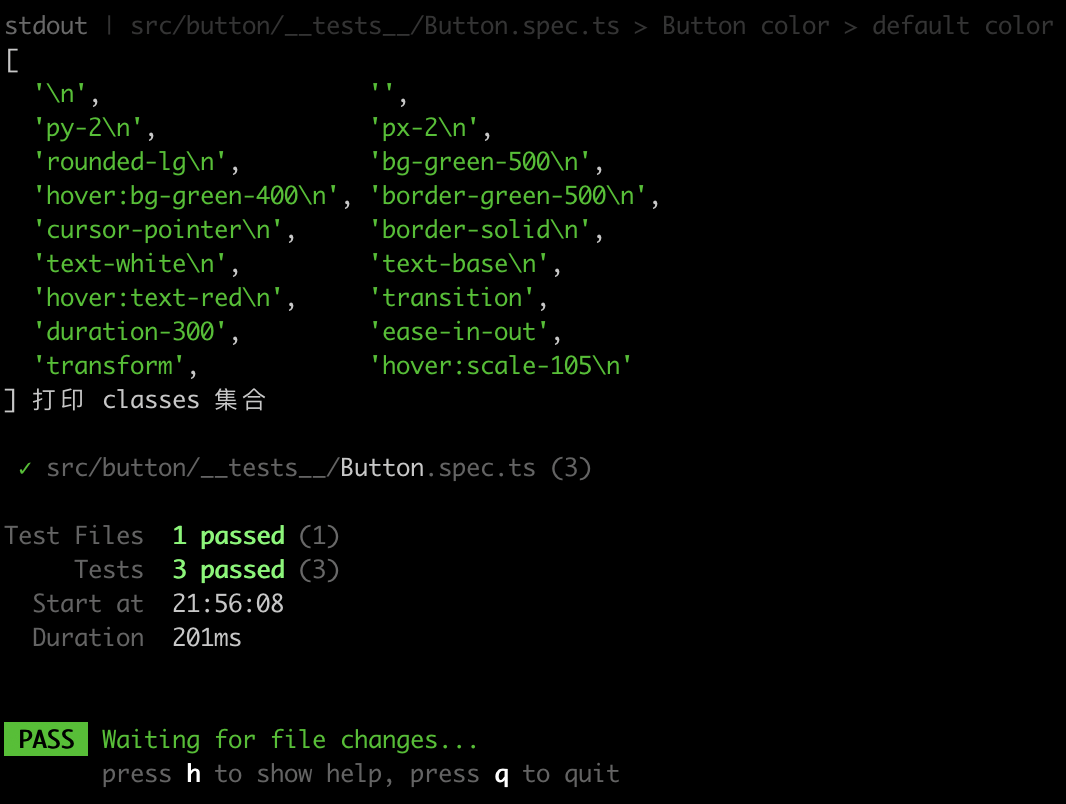 stdout | src/button/__tests__/Button.spec.ts > Button color > default color
[
  '\n',                   '',
  'py-2\n',               'px-2\n',
  'rounded-lg\n',         'bg-green-500\n',
  'hover:bg-green-400\n', 'border-green-500\n',
  'cursor-pointer\n',     'border-solid\n',
  'text-white\n',         'text-base\n',
  'hover:text-red\n',     'transition',
  'duration-300',         'ease-in-out',
  'transform',            'hover:scale-105\n'
] 打印 classes 集合
✓ src/button/__tests__/Button.spec.ts (3)
Test Files  1 passed (1)
Tests  3 passed (3)
Start at  21:56:08
Duration  201ms
PASS  Waiting for file changes...
press h to show help, press q to quit